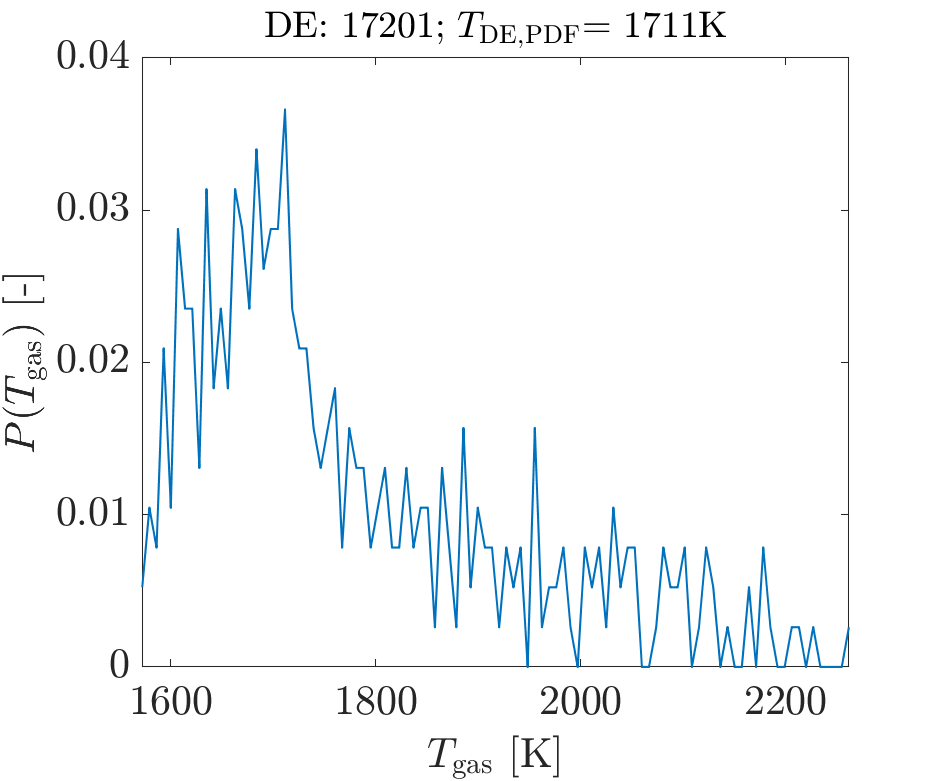 DE: 17201; T_DE,PDF= 1711K
0.04
0.03
0.02
0.01
0
P(T_gas) [-]
1600 1800 2000 2200
T_gas [K]